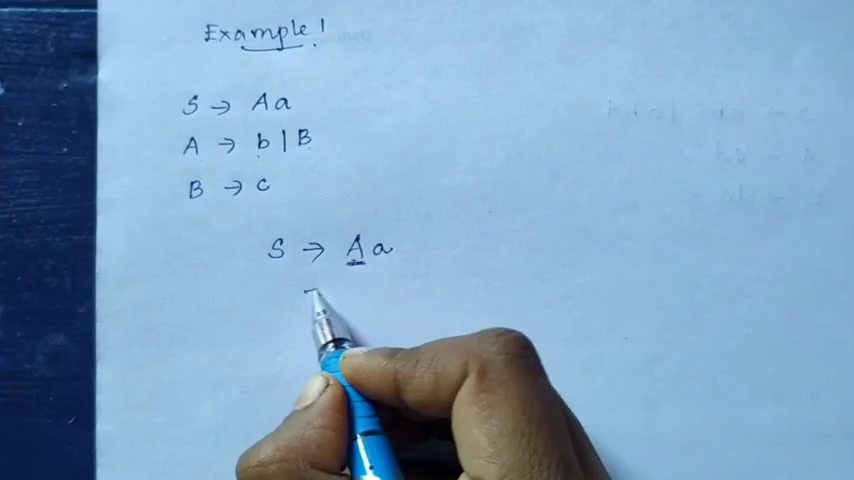 Example!
S → Aa
A → b | B
B → c
S → Aa